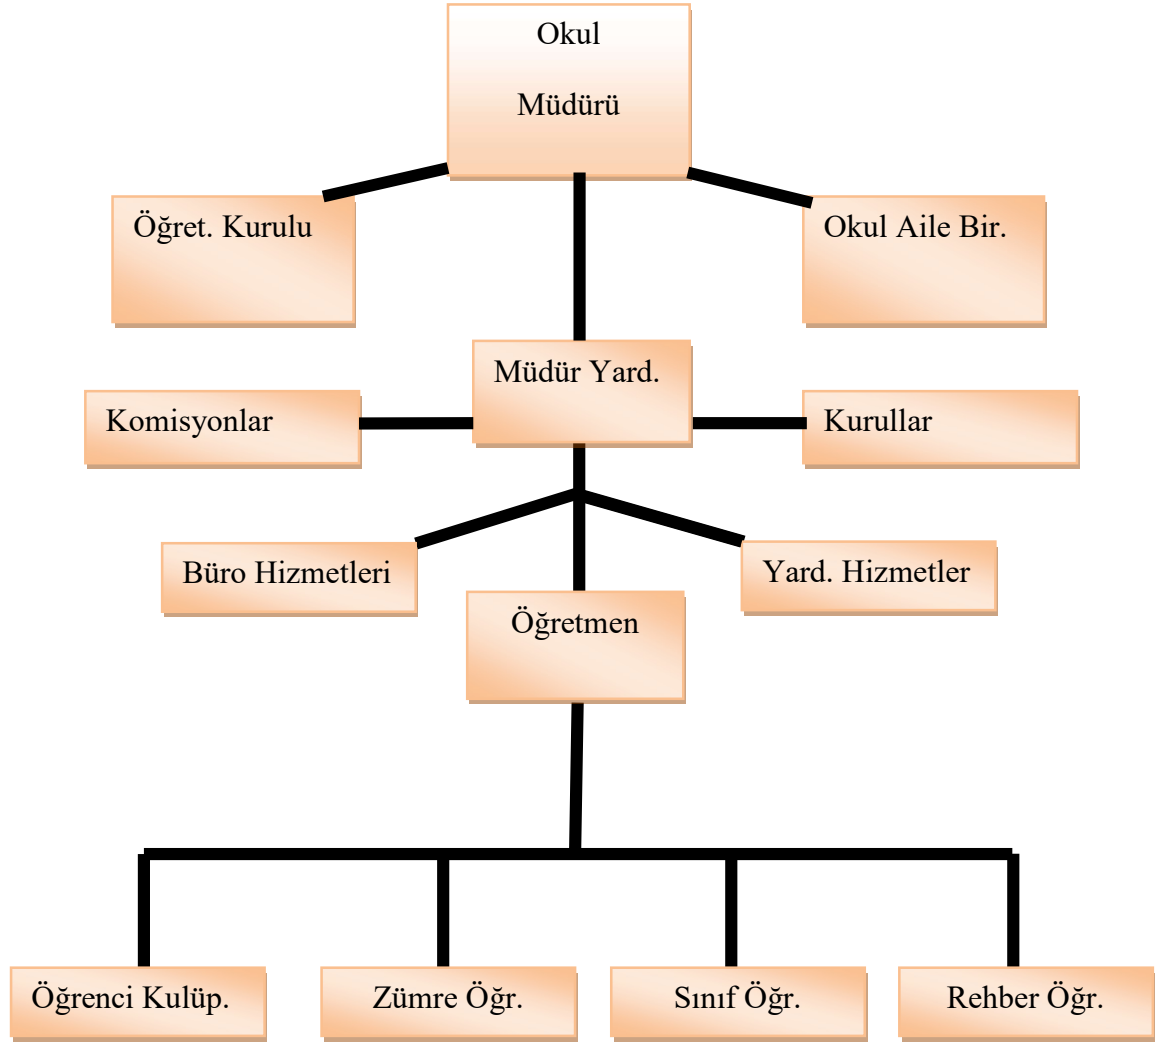 Okul
Müdürü
Öğret. Kurulu
Okul Aile Bir.
Müdür Yard.
Komisyonlar
Kurullar
Büro Hizmetleri
Yard. Hizmetler
Öğretmen
Öğrenci Kulüp.
Zümre Öğr.
Sınıf Öğr.
Rehber Öğr.